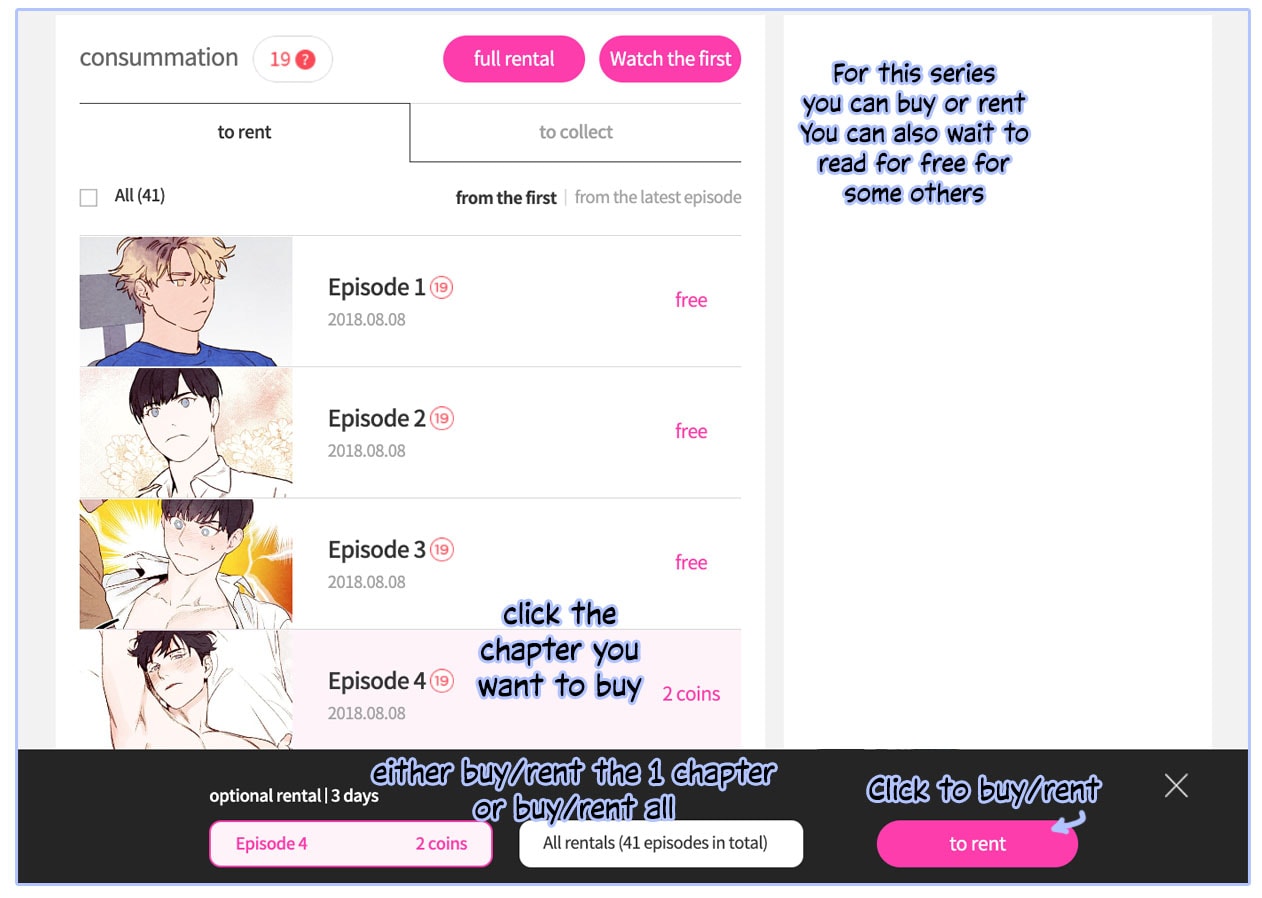 consummation 19 ?
full rental
Watch the first
to rent
to collect
All (41)
from the first | from the latest episode
Episode 1 19
2018.08.08
free
Episode 2 19
2018.08.08
free
Episode 3 19
2018.08.08
free
Episode 4 19
2018.08.08
2 coins
click the
chapter you
want to buy
For this series
you can buy or rent
You can also wait to
read for free for
some others
either buy/rent the 1 chapter
or buy/rent all
optional rental | 3 days
Episode 4 2 coins
All rentals (41 episodes in total)
Click to buy/rent
to rent